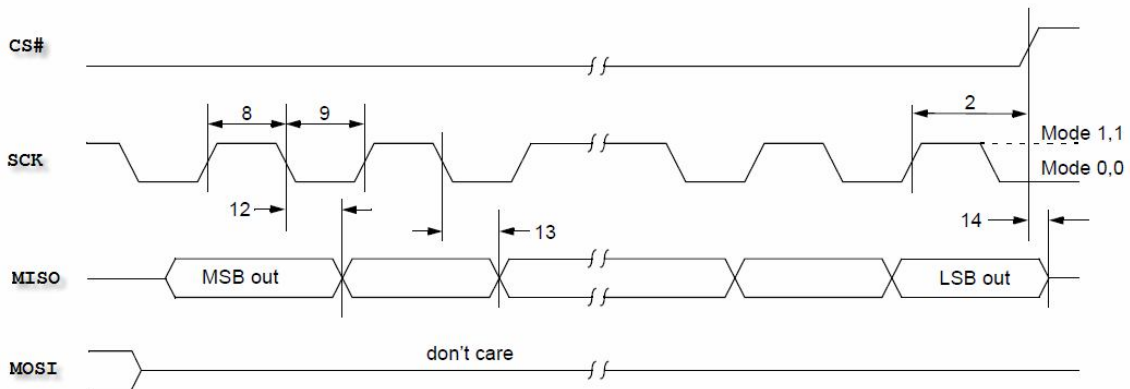 CS#
8 9 2
Mode 1,1
SCK
Mode 0,0
12 13 14
MISO MSB out LSB out
don't care
MOSI